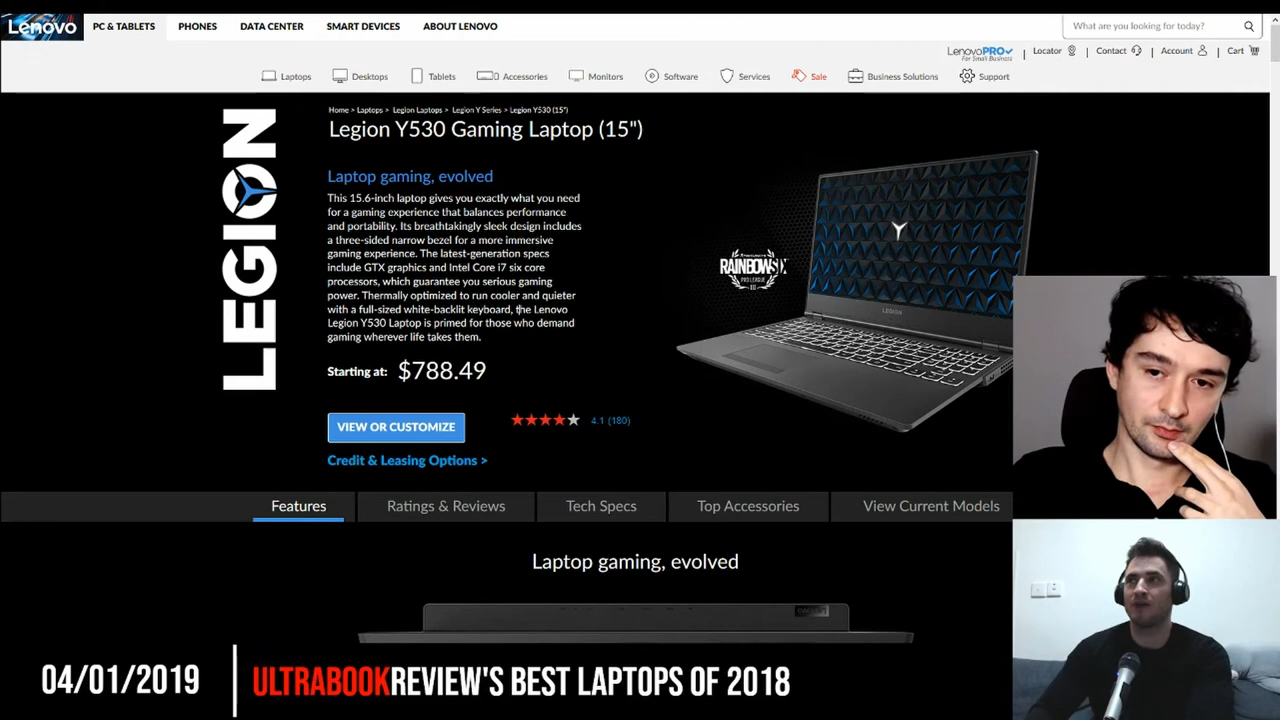 Lenovo
PC & TABLETS
PHONES
DATA CENTER
SMART DEVICES
ABOUT LENOVO
What are you looking for today?
LenovoPRO
For Small Business
Locator
Contact
Account
Cart
Laptops
Desktops
Tablets
Accessories
Monitors
Software
Services
Sale
Business Solutions
Support
Home > Laptops > Legion Laptops > Legion Y Series > Legion Y530 (15")
Legion Y530 Gaming Laptop (15")
LEGION
Laptop gaming, evolved
This 15.6-inch laptop gives you exactly what you need
for a gaming experience that balances performance
and portability. Its breathtakingly sleek design includes
a three-sided narrow bezel for a more immersive
gaming experience. The latest-generation specs
include GTX graphics and Intel Core i7 six core
processors, which guarantee you serious gaming
power. Thermally optimized to run cooler and quieter
with a full-sized white-backlit keyboard, the Lenovo
Legion Y530 Laptop is primed for those who demand
gaming wherever life takes them.
RAINBOWSIX
PRO LEAGUE
LEGION
Starting at: $788.49
VIEW OR CUSTOMIZE
4.1 (180)
Credit & Leasing Options >
Features
Ratings & Reviews
Tech Specs
Top Accessories
View Current Models
Laptop gaming, evolved
04/01/2019
ULTRABOOKREVIEW'S BEST LAPTOPS OF 2018